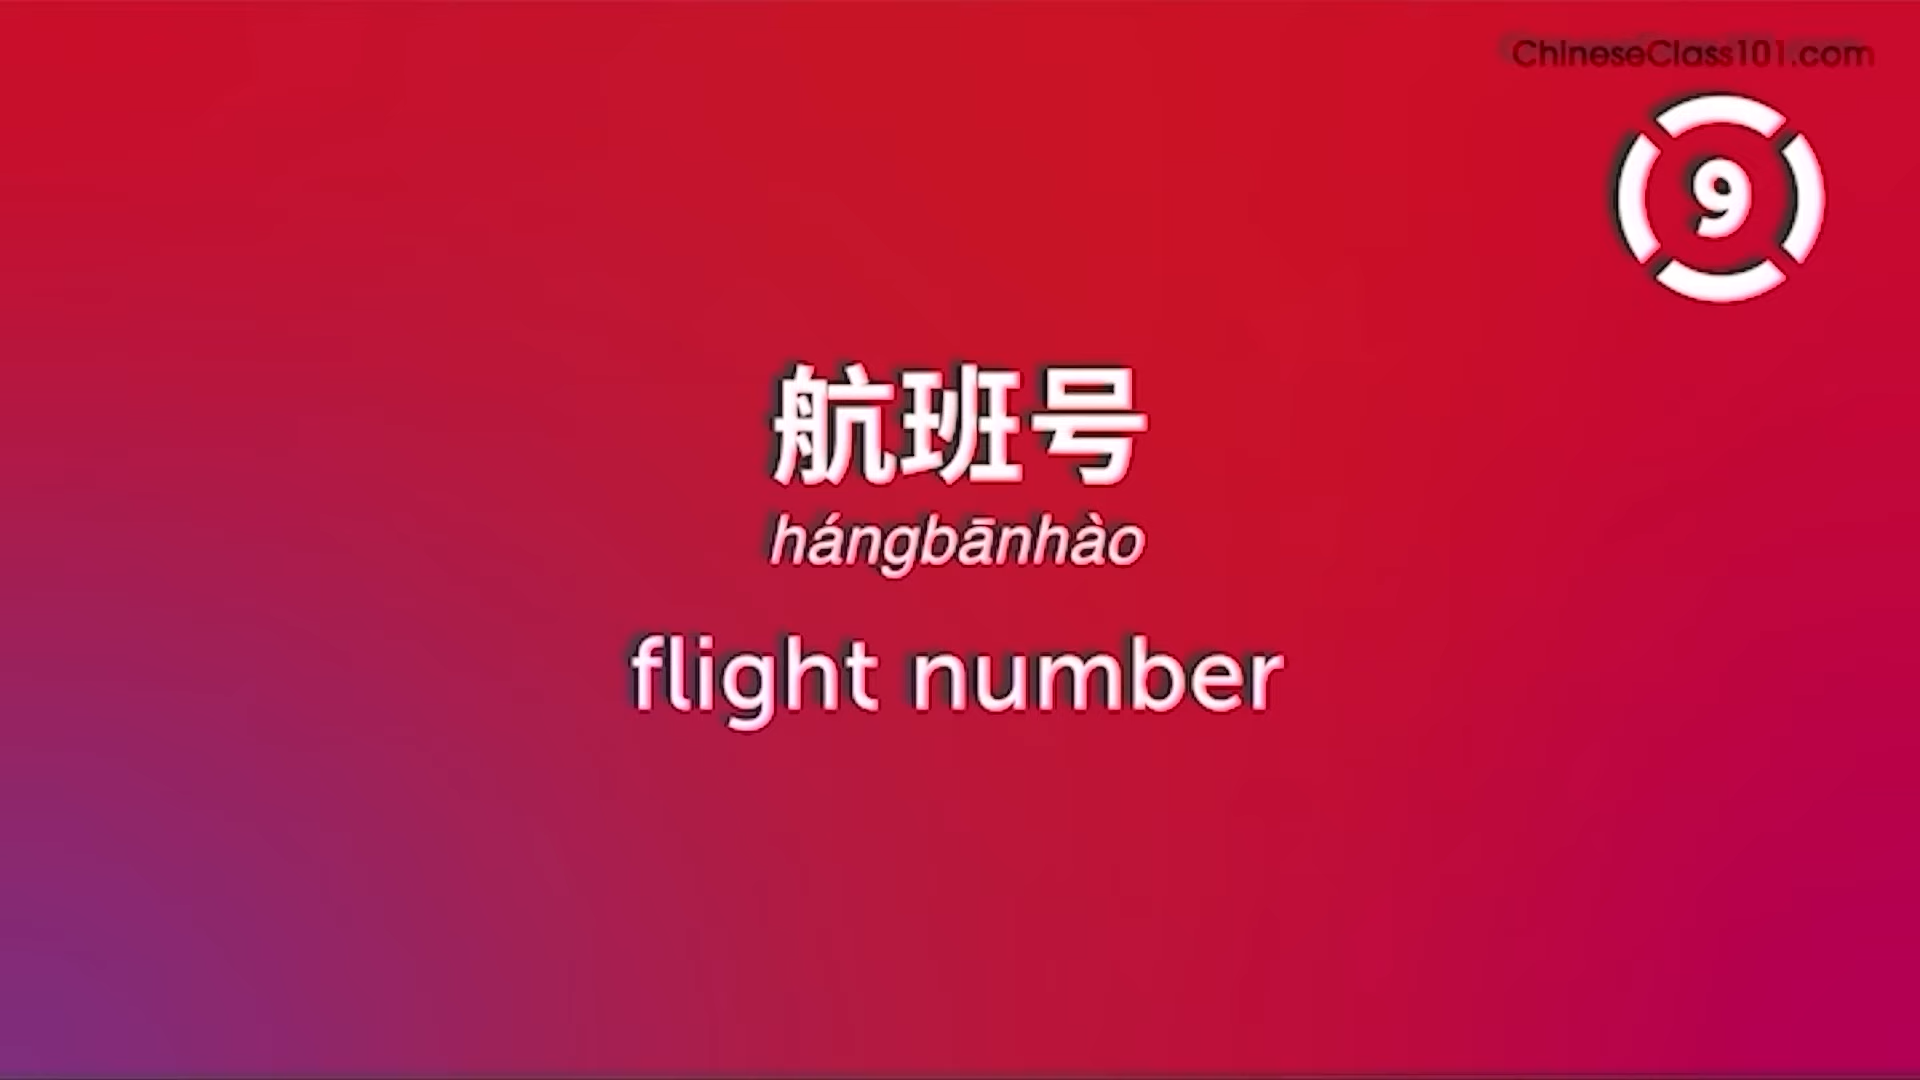 ChineseClass101.com
9
航班号
hángbānhào
flight number